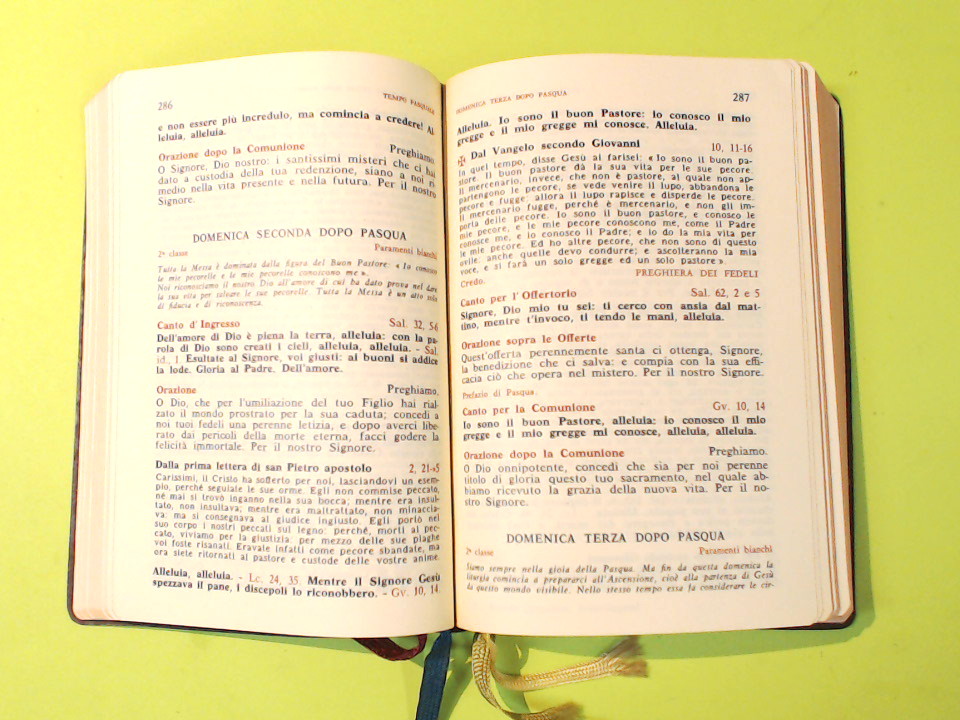 286
TEMPO PASQUALE
e non essere più incredulo, ma comincia a credere! Al
leluia, alleluia.
Orazione dopo la Comunione Preghiamo
O Signore, Dio nostro: i santissimi misteri che ci hai
dato a custodia della tua redenzione, siano a noi ri
medio nella vita presente e nella futura. Per il nostro
Signore.
DOMENICA SECONDA DOPO PASQUA
2ª classe Paramenti bianchi
Tutta la Messa è dominata dalla figura del Buon Pastore: « Io conosco
le mie pecorelle e le mie pecorelle conoscono me ».
Noi riconosciamo il nostro Dio all'amore di cui ha dato prova nel dare
la sua vita per salvare le sue pecorelle. Tutta la Messa è un atto solo
di fiducia e di riconoscenza.
Canto d' Ingresso Sal. 32, 5-6
Dell'amore di Dio è piena la terra, alleluia: con la pa-
rola di Dio sono creati i cieli, alleluia, alleluia. - Sal.
id., 1. Esultate al Signore, voi giusti: ai buoni si addice
la lode. Gloria al Padre. Dell'amore.
Orazione Preghiamo.
O Dio, che per l'umiliazione del tuo Figlio hai rial-
zato il mondo prostrato per la sua caduta; concedi a
noi tuoi fedeli una perenne letizia, e dopo averci libe-
rato dai pericoli della morte eterna, facci godere la
felicità immortale. Per il nostro Signore.
Dalla prima lettera di san Pietro apostolo 2, 21-25
Carissimi, il Cristo ha sofferto per noi, lasciandovi un esem-
pio, perché seguiate le sue orme. Egli non commise peccato,
né mai si trovò inganno nella sua bocca; mentre era insul-
tato, non insultava; mentre era maltrattato, non minaccia-
va: ma si consegnava al giudice ingiusto. Egli portò nel
suo corpo i nostri peccati sul legno: perché, morti al pec-
cato, viviamo per la giustizia: per mezzo delle sue piaghe
voi foste risanati. Eravate infatti come pecore sbandate, ma
ora siete ritornati al pastore e custode delle vostre anime.
Alleluia, alleluia. - Lc. 24, 35. Mentre il Signore Gesù
spezzava il pane, i discepoli lo riconobbero. - Gv. 10, 14.
DOMENICA TERZA DOPO PASQUA
287
Alleluia. Io sono il buon Pastore: io conosco il mio
gregge e il mio gregge mi conosce. Alleluia.
✠ Dal Vangelo secondo Giovanni 10, 11-16
In quel tempo, disse Gesù ai farisei: « Io sono il buon pa-
store. Il buon pastore dà la sua vita per le sue pecore.
Il mercenario, invece, che non è pastore, al quale non ap-
partengono le pecore, se vede venire il lupo, abbandona le
pecore e fugge: allora il lupo rapisce e disperde le pecore.
Il mercenario fugge, perché è mercenario, e non gli im-
porta delle pecore. Io sono il buon pastore, e conosco le
mie pecore, e le mie pecore conoscono me, come il Padre
conosce me, e io conosco il Padre; e io do la mia vita per
le mie pecore. Ed ho altre pecore, che non sono di questo
ovile: anche quelle devo condurre; e ascolteranno la mia
voce, e si farà un solo gregge ed un solo pastore ».
PREGHIERA DEI FEDELI
Credo.
Canto per l' Offertorio Sal. 62, 2 e 5
Signore, Dio mio tu sei: ti cerco con ansia dal mat-
tino, mentre t'invoco, ti tendo le mani, alleluia.
Orazione sopra le Offerte
Quest'offerta perennemente santa ci ottenga, Signore,
la benedizione che ci salva: e compia con la sua effi-
cacia ciò che opera nel mistero. Per il nostro Signore.
Prefazio di Pasqua.
Canto per la Comunione Gv. 10, 14
Io sono il buon Pastore, alleluia: io conosco il mio
gregge e il mio gregge mi conosce, alleluia, alleluia.
Orazione dopo la Comunione Preghiamo.
O Dio onnipotente, concedi che sia per noi perenne
titolo di gloria questo tuo sacramento, nel quale ab-
biamo ricevuto la grazia della nuova vita. Per il no-
stro Signore.
DOMENICA TERZA DOPO PASQUA
2ª classe Paramenti bianchi
Siamo sempre nella gioia della Pasqua. Ma fin da questa domenica la
liturgia comincia a prepararci all'Ascensione, cioè alla partenza di Gesù
da questo mondo visibile. Nello stesso tempo essa fa considerare le cir-